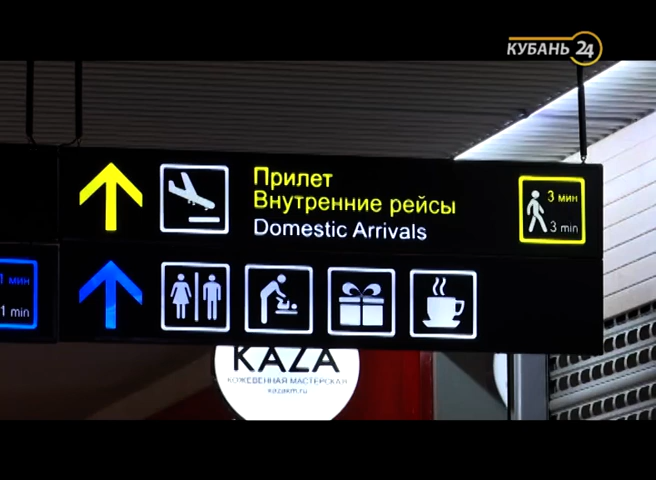 КУБАНЬ 24
Прилет
Внутренние рейсы
Domestic Arrivals
3 мин
3 min
1 мин
1 min
KAZA
КОЖЕВЕННАЯ МАСТЕРСКАЯ
kazakm.ru